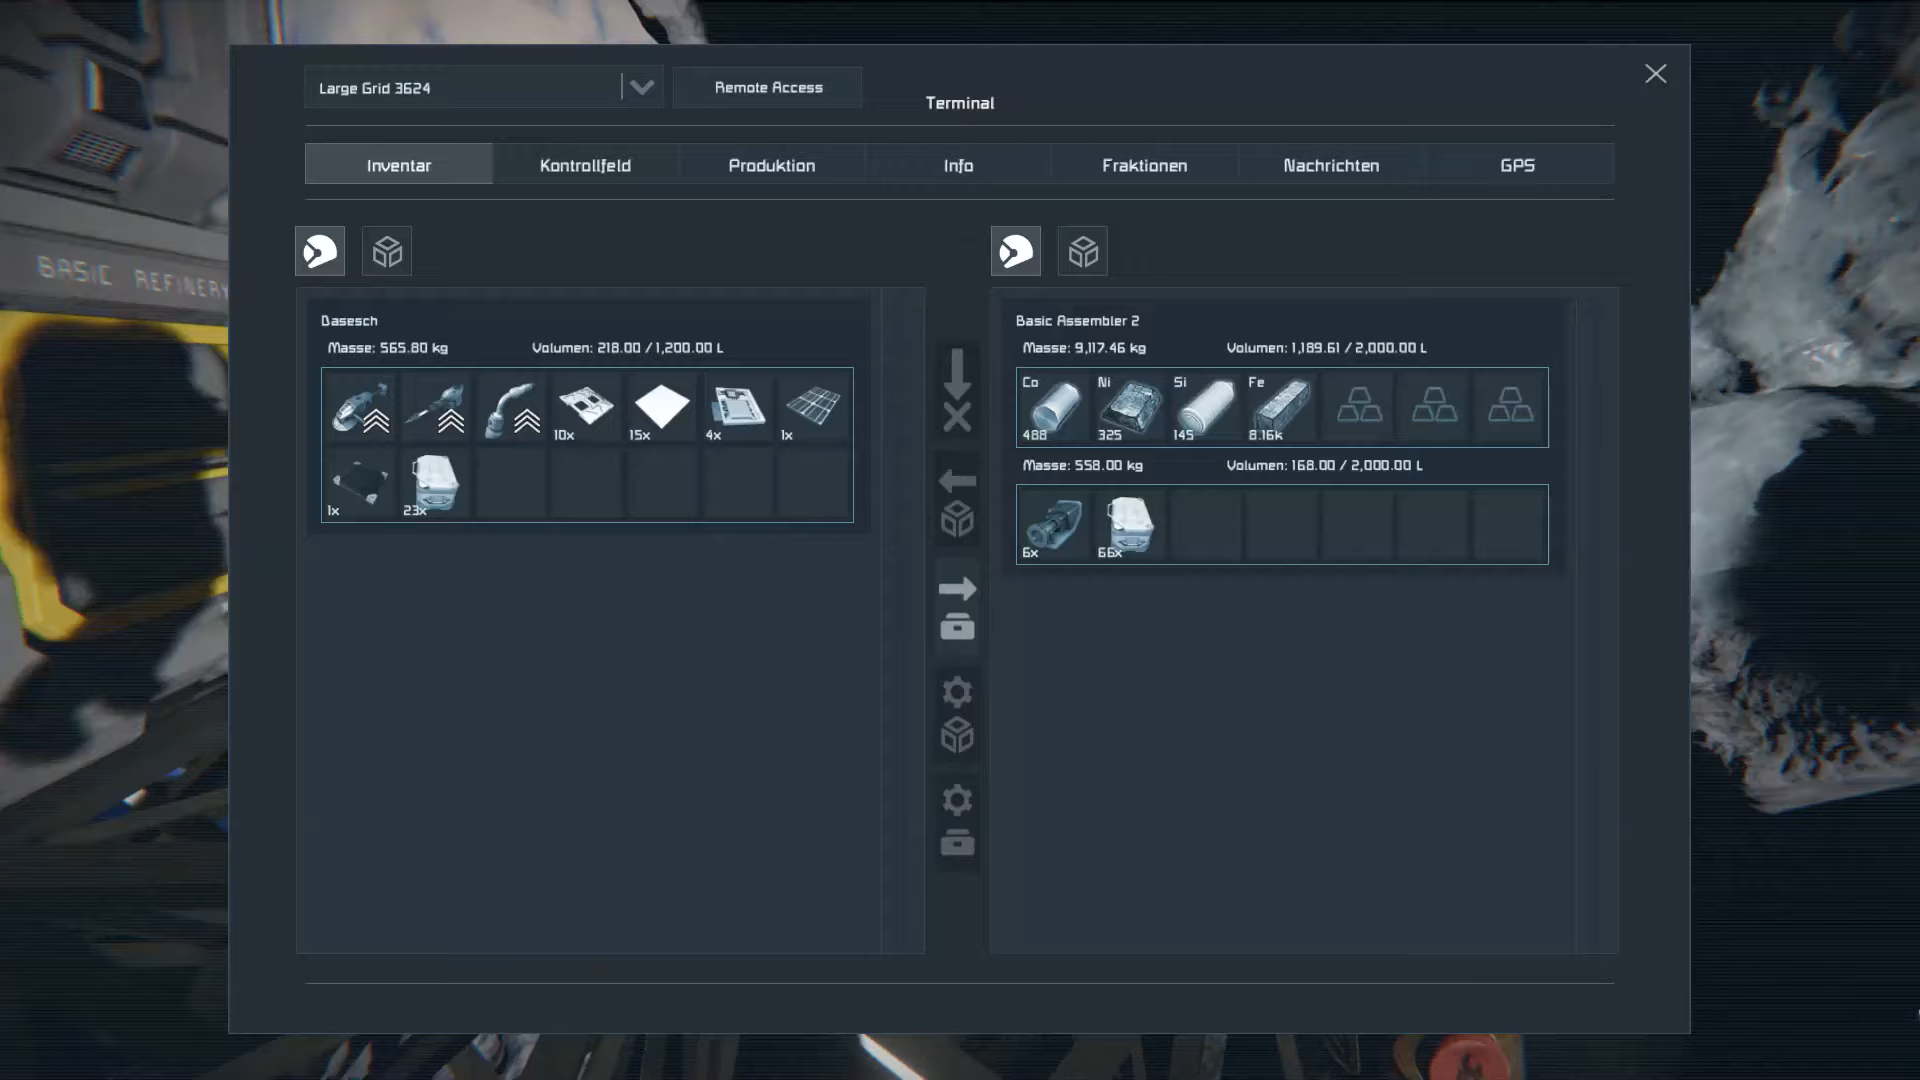 Large Grid 3624
Remote Access
Terminal
Inventar
Kontrollfeld
Produktion
Info
Fraktionen
Nachrichten
GPS
BASIC REFINERY
Basesch
Masse: 565.80 kg
Volumen: 218.00 / 1,200.00 L
10x
15x
4x
1x
1x
23x
Basic Assembler 2
Masse: 9,117.46 kg
Volumen: 1,189.61 / 2,000.00 L
Co
Ni
Si
Fe
488
325
145
8.16k
Masse: 558.00 kg
Volumen: 168.00 / 2,000.00 L
6x
66x